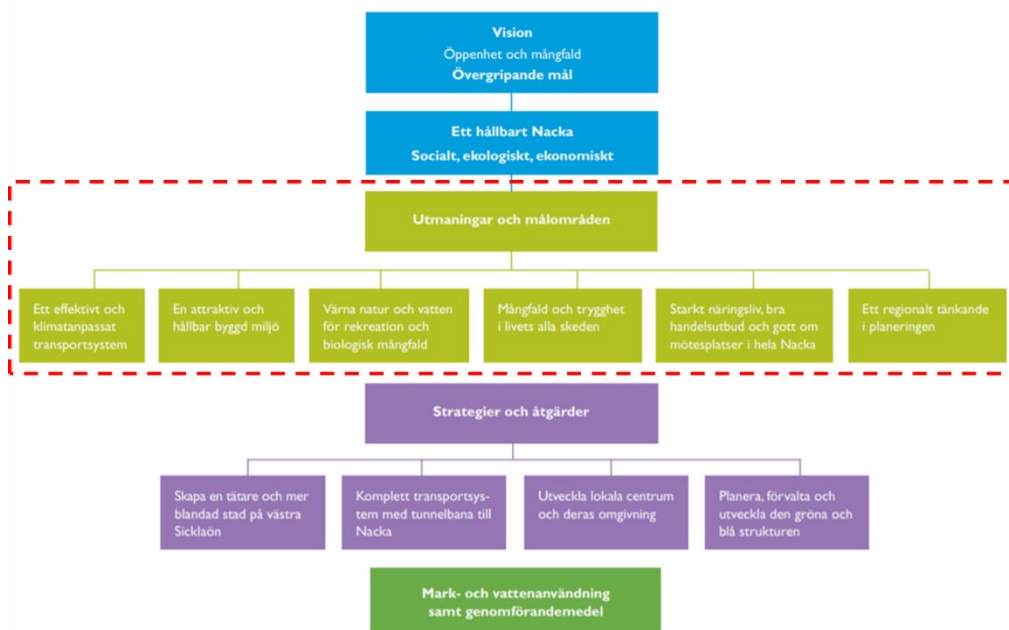 Vision
Öppenhet och mångfald
Övergripande mål
Ett hållbart Nacka
Socialt, ekologiskt, ekonomiskt
Utmaningar och målområden
Ett effektivt och
klimatanpassat
transportsystem
En attraktiv och
hållbar byggd miljö
Värna natur och vatten
för rekreation och
biologisk mångfald
Mångfald och trygghet
i livets alla skeden
Starkt näringsliv, bra
handelsutbud och gott om
mötesplatser i hela Nacka
Ett regionalt tänkande
i planeringen
Strategier och åtgärder
Skapa en tätare och mer
blandad stad på västra
Sicklaön
Komplett transportsys-
tem med tunnelbana till
Nacka
Utveckla lokala centrum
och deras omgivning
Planera, förvalta och
utveckla den gröna och
blå strukturen
Mark- och vattenanvändning
samt genomförandemedel